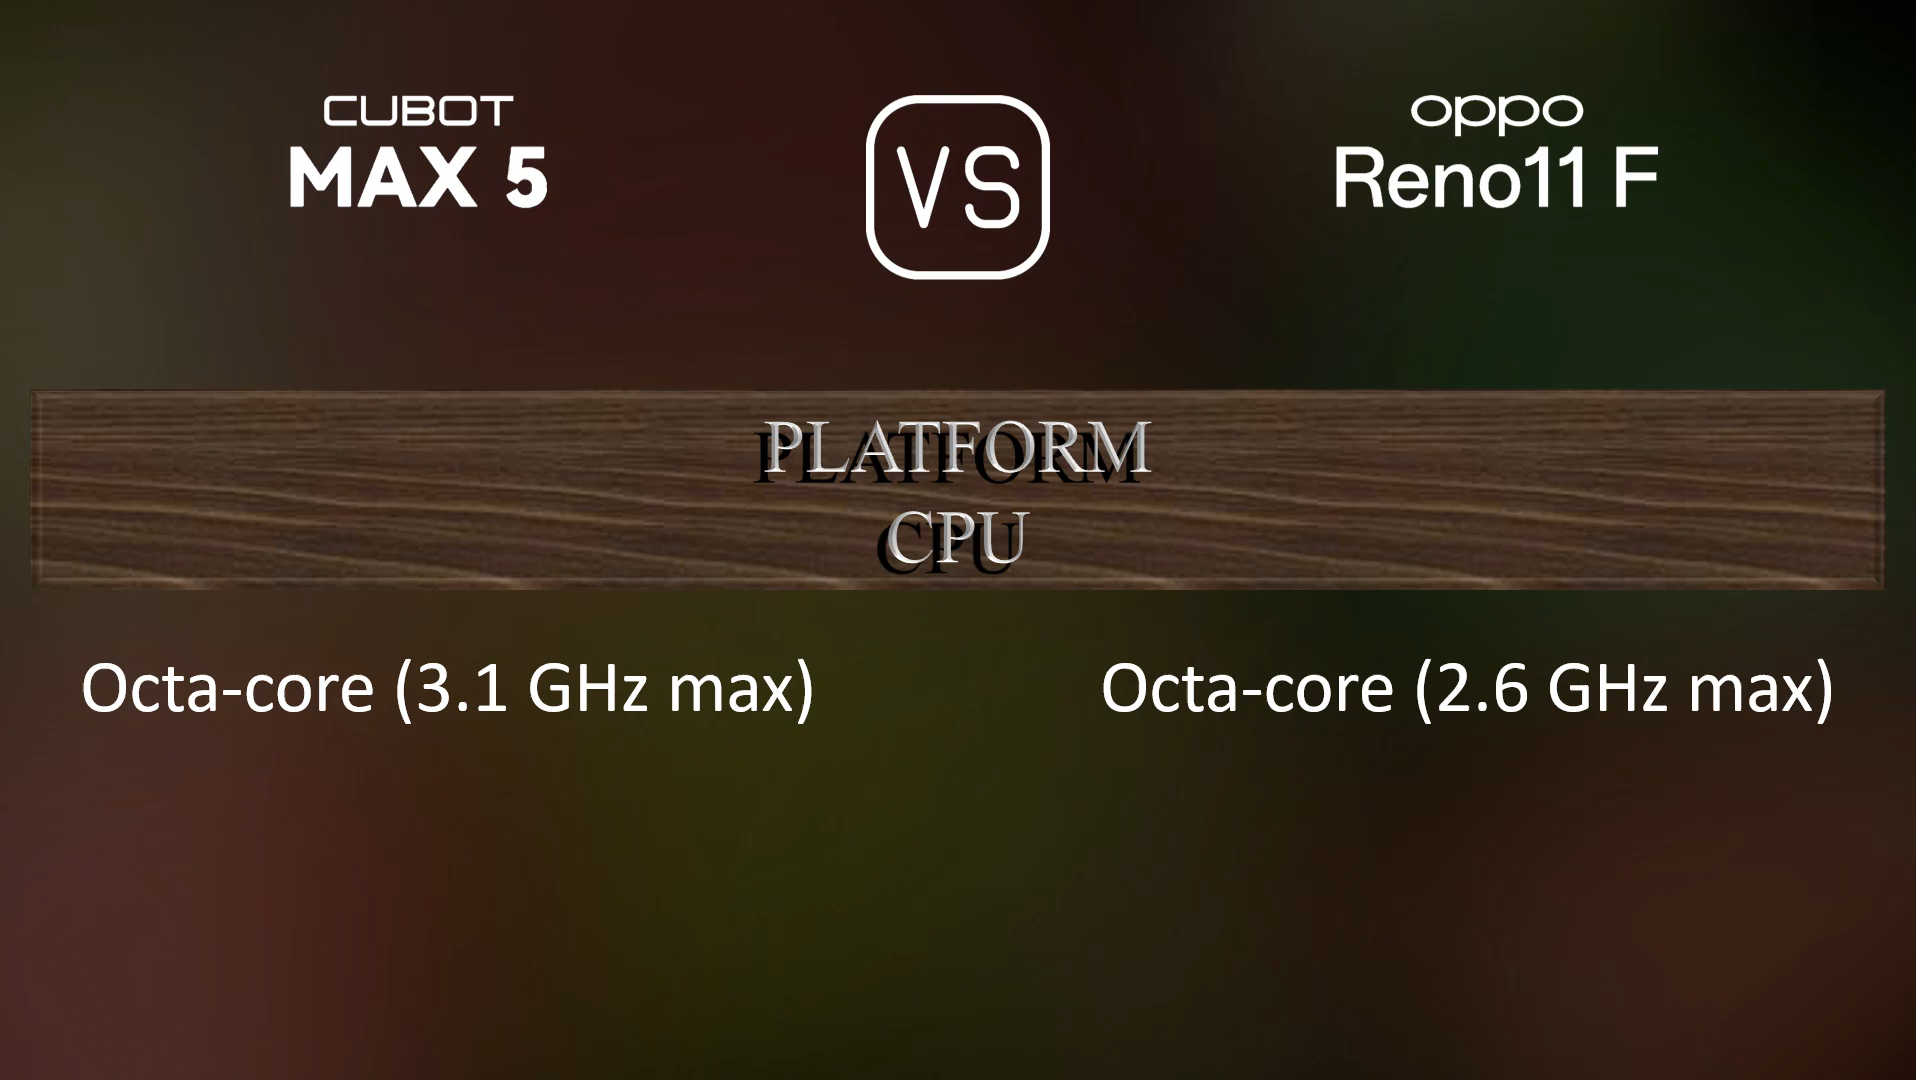 CUBOT
MAX 5
VS
oppo
Reno11 F
PLATFORM
CPU
Octa-core (3.1 GHz max)
Octa-core (2.6 GHz max)